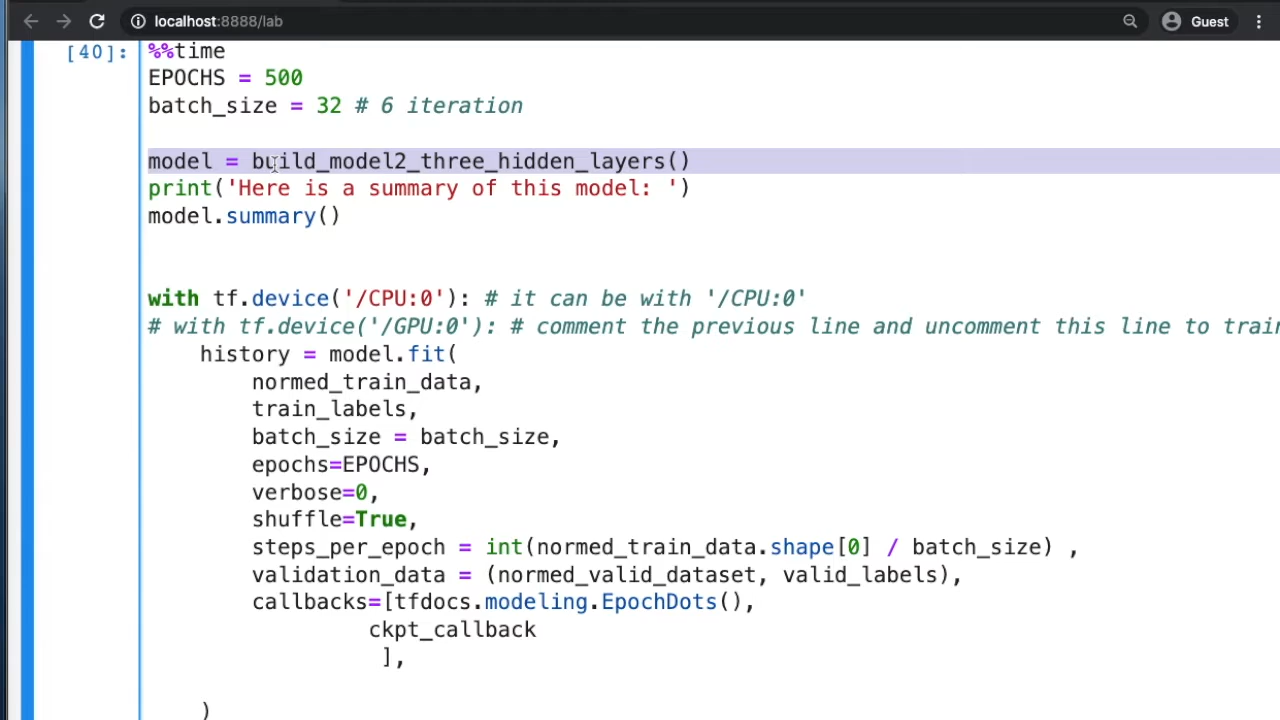 localhost:8888/lab
Guest
[40]: %%time
EPOCHS = 500
batch_size = 32 # 6 iteration
model = build_model2_three_hidden_layers()
print('Here is a summary of this model: ')
model.summary()
with tf.device('/CPU:0'): # it can be with '/CPU:0'
# with tf.device('/GPU:0'): # comment the previous line and uncomment this line to train
history = model.fit(
normed_train_data,
train_labels,
batch_size = batch_size,
epochs=EPOCHS,
verbose=0,
shuffle=True,
steps_per_epoch = int(normed_train_data.shape[0] / batch_size) ,
validation_data = (normed_valid_dataset, valid_labels),
callbacks=[tfdocs.modeling.EpochDots(),
ckpt_callback
],
)